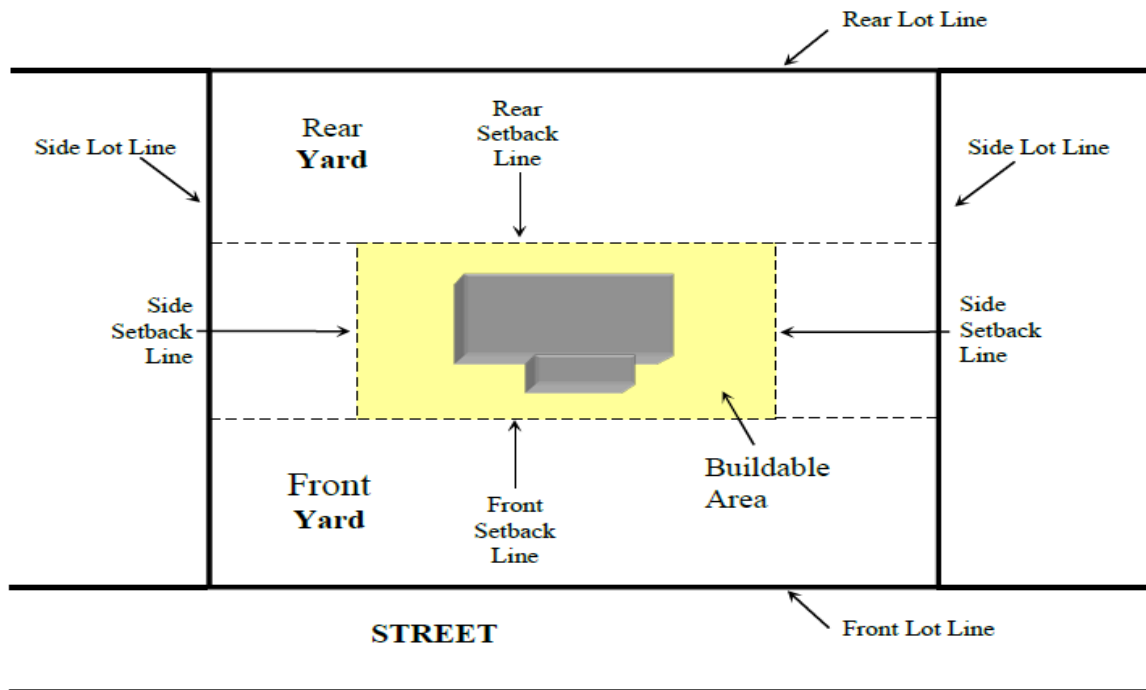 Rear Lot Line
Rear
Yard
Rear
Setback
Line
Side Lot Line
Side Lot Line
Side
Setback
Line
Side
Setback
Line
Buildable
Area
Front
Yard
Front
Setback
Line
STREET
Front Lot Line